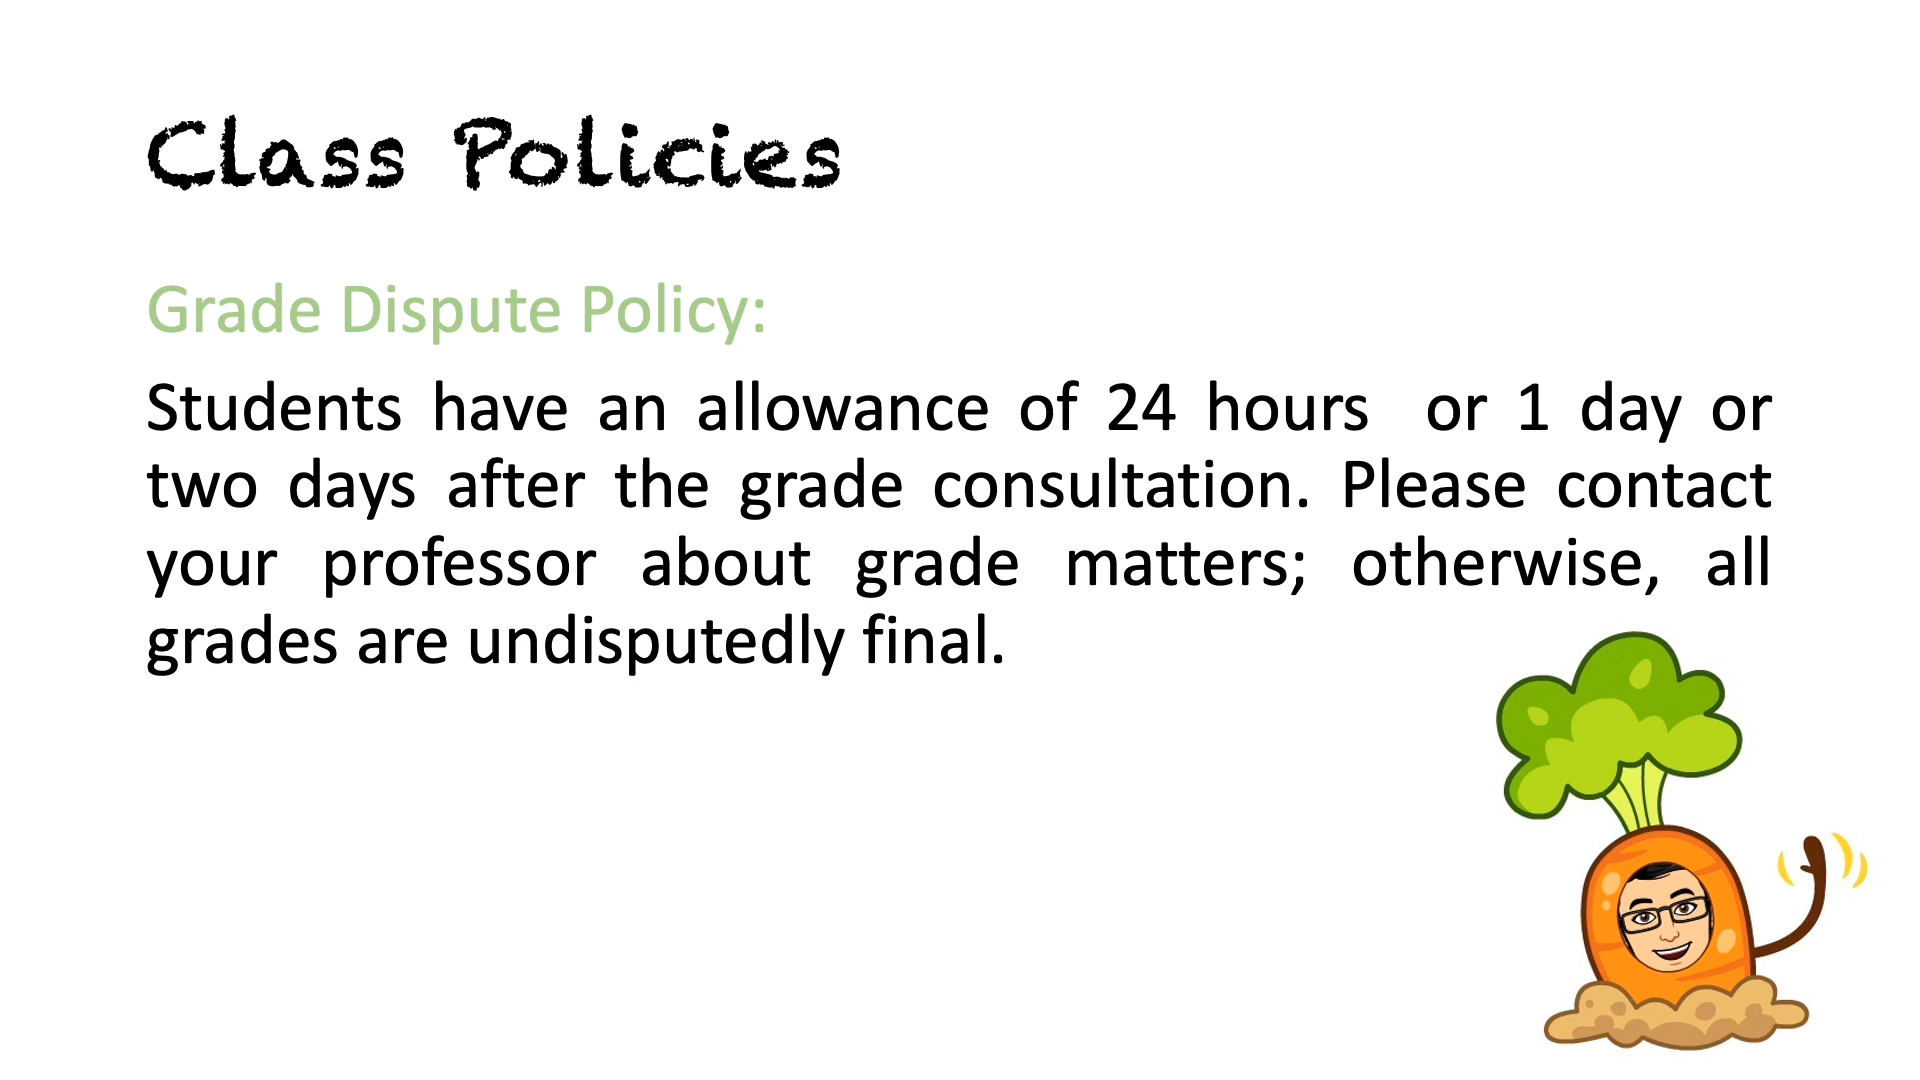 Class Policies
Grade Dispute Policy:
Students have an allowance of 24 hours  or 1 day or
two days after the grade consultation. Please contact
your professor about grade matters; otherwise, all
grades are undisputedly final.